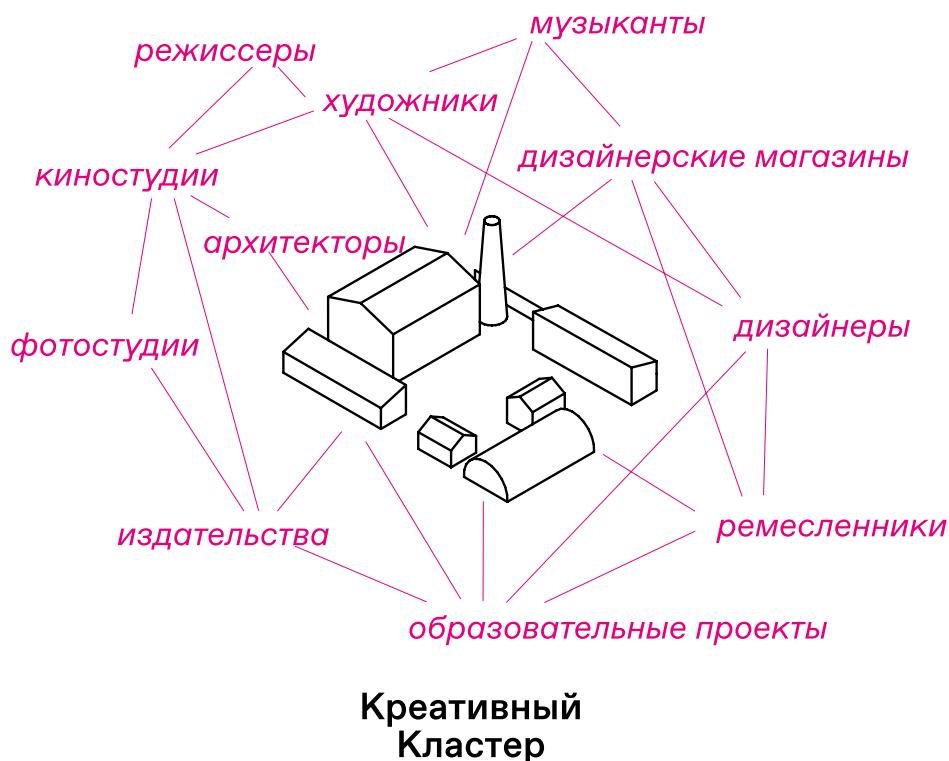 музыканты
режиссеры
художники
дизайнерские магазины
киностудии
архитекторы
дизайнеры
фотостудии
ремесленники
издательства
образовательные проекты
Креативный
Кластер